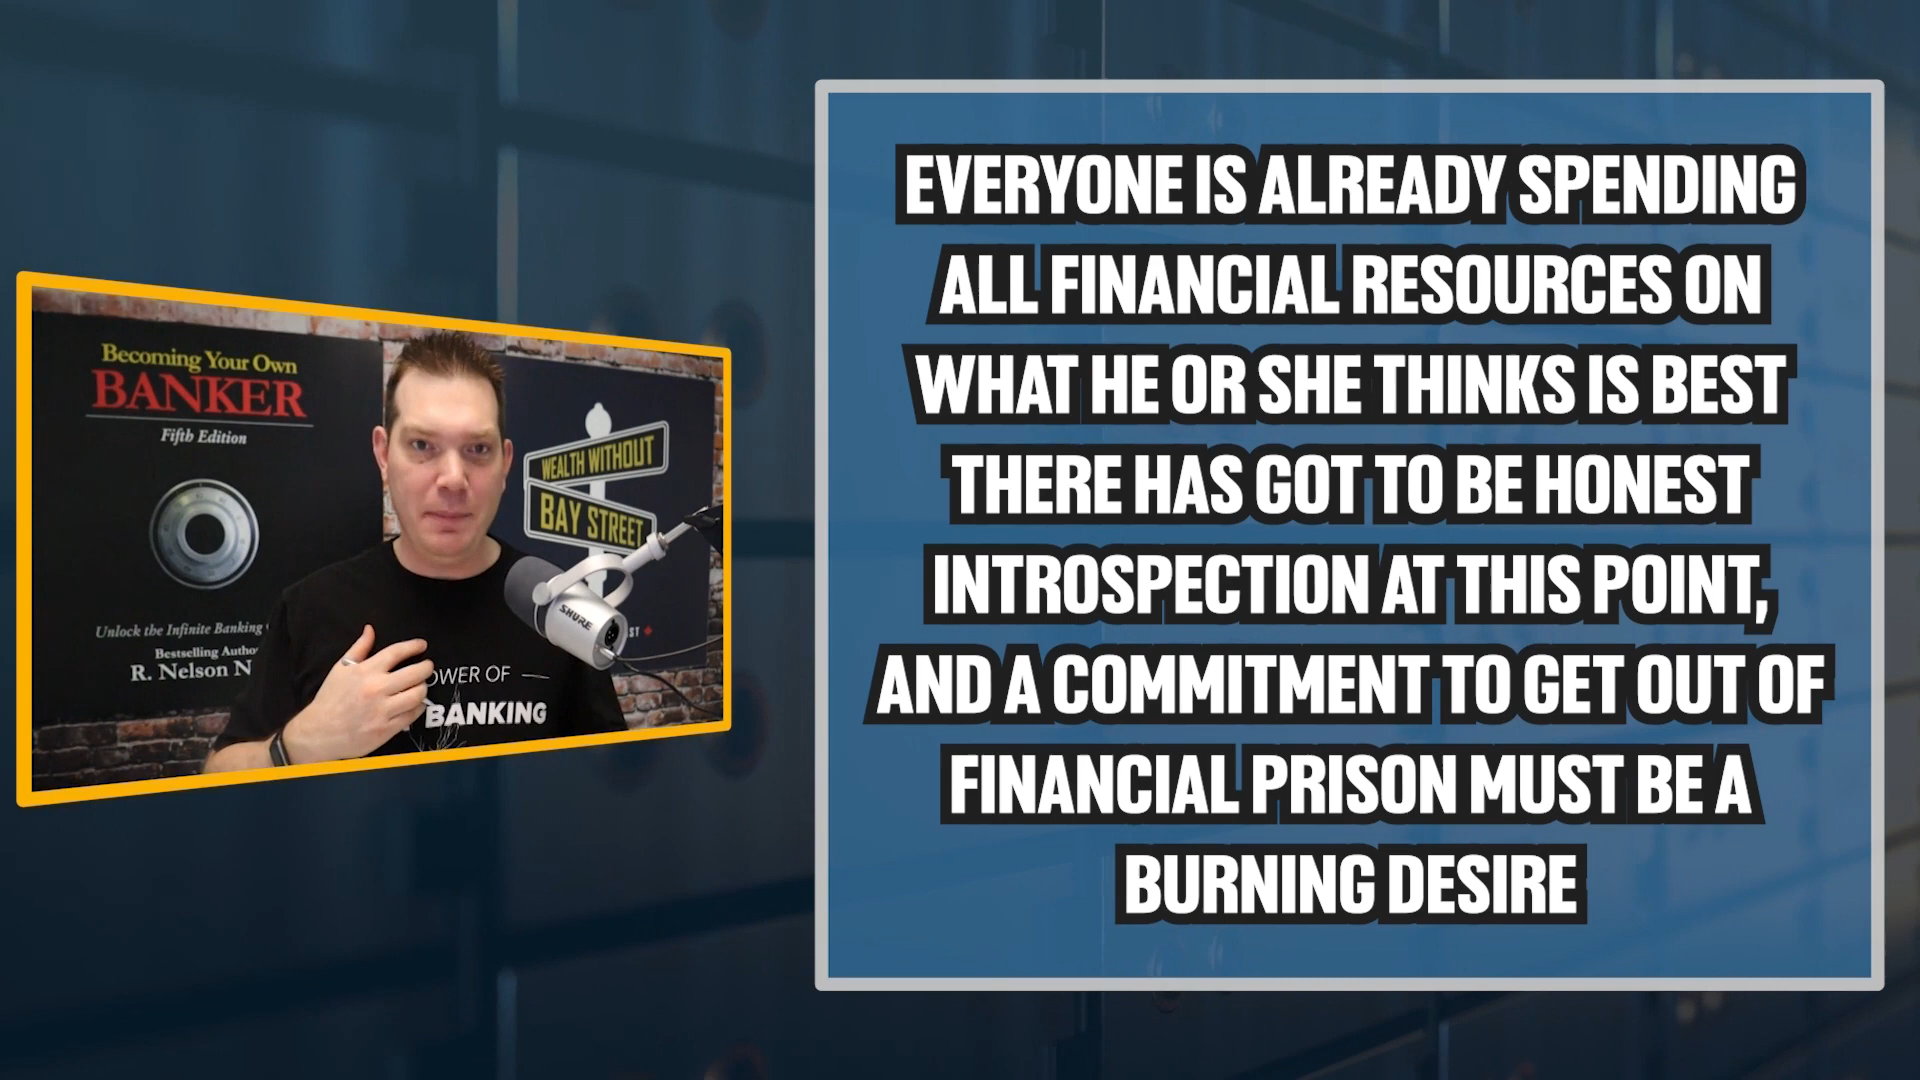 EVERYONE IS ALREADY SPENDING
ALL FINANCIAL RESOURCES ON
WHAT HE OR SHE THINKS IS BEST
THERE HAS GOT TO BE HONEST
INTROSPECTION AT THIS POINT,
AND A COMMITMENT TO GET OUT OF
FINANCIAL PRISON MUST BE A
BURNING DESIRE
Becoming Your Own
BANKER
Fifth Edition
Unlock the Infinite Banking
Bestselling
R. Nelson N
WEALTH WITHOUT
BAY STREET
SHURE
OWER OF
BANKING